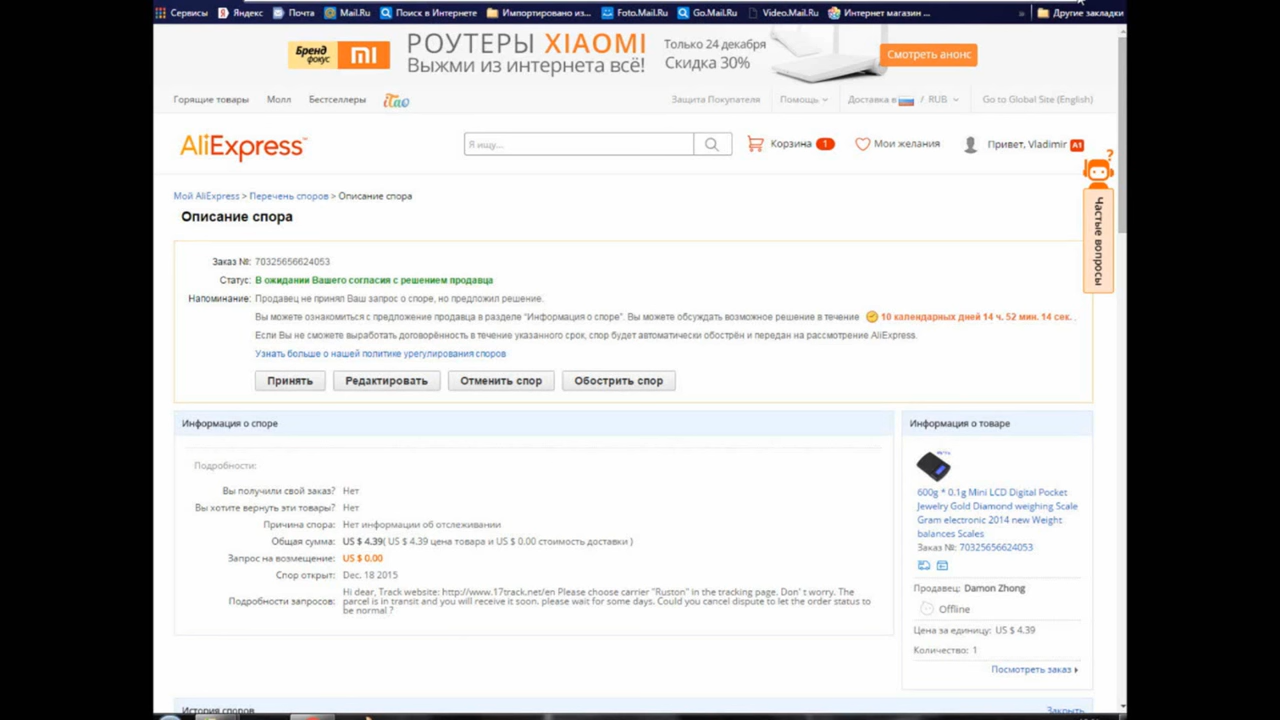 Сервисы Яндекс Почта Mail.Ru Поиск в Интернете Импортировано из... Foto.Mail.Ru Go.Mail.Ru Video.Mail.Ru Интернет магазин ... » Другие закладки
Бренд фокус
РОУТЕРЫ XIAOMI
Выжми из интернета всё!
Только 24 декабря
Скидка 30%
Смотреть анонс
Горящие товары Молл Бестселлеры iTao Защита Покупателя Помощь Доставка в / RUB Go to Global Site (English)
AliExpress™ Я ищу... Корзина 1 Мои желания Привет, Vladimir A1
Частые вопросы
Мой AliExpress > Перечень споров > Описание спора
Описание спора
Заказ №: 70325656624053
Статус: В ожидании Вашего согласия с решением продавца
Напоминание: Продавец не принял Ваш запрос о споре, но предложил решение.
Вы можете ознакомиться с предложение продавца в разделе "Информация о споре". Вы можете обсуждать возможное решение в течение 10 календарных дней 14 ч. 52 мин. 14 сек. .
Если Вы не сможете выработать договорённость в течение указанного срок, спор будет автоматически обострён и передан на рассмотрение AliExpress.
Узнать больше о нашей политике урегулирования споров
Принять Редактировать Отменить спор Обострить спор
Информация о споре
Подробности:
Вы получили свой заказ? Нет
Вы хотите вернуть эти товары? Нет
Причина спора: Нет информации об отслеживании
Общая сумма: US $ 4.39( US $ 4.39 цена товара и US $ 0.00 стоимость доставки )
Запрос на возмещение: US $ 0.00
Спор открыт: Dec. 18 2015
Подробности запросов: Hi dear, Track website: http://www.17track.net/en Please choose carrier "Ruston" in the tracking page. Don' t worry. The
parcel is in transit and you will receive it soon. please wait for some days. Could you cancel dispute to let the order status to
be normal ?
Информация о товаре
600g * 0.1g Mini LCD Digital Pocket
Jewelry Gold Diamond weighing Scale
Gram electronic 2014 new Weight
balances Scales
Заказ №: 70325656624053
Продавец: Damon Zhong
Offline
Цена за единицу: US $ 4.39
Количество: 1
Посмотреть заказ
История споров Закрыть